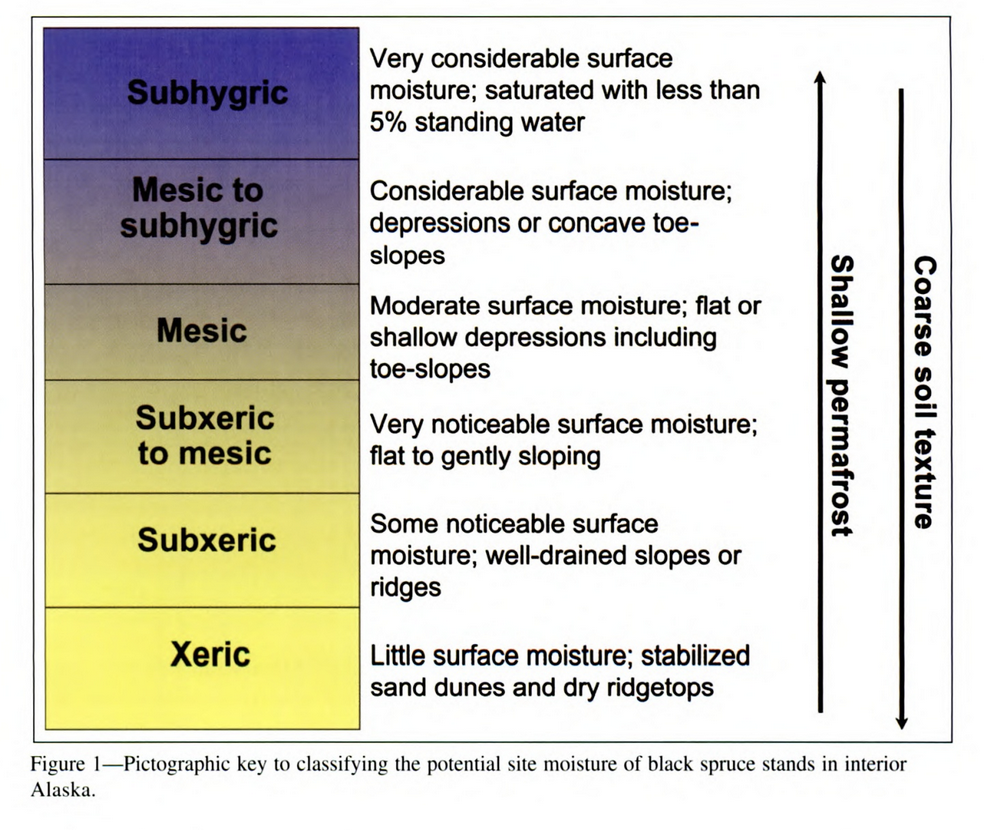 Subhygric
Very considerable surface
moisture; saturated with less than
5% standing water
Mesic to
subhygric
Considerable surface moisture;
depressions or concave toe-
slopes
Mesic
Moderate surface moisture; flat or
shallow depressions including
toe-slopes
Subxeric
to mesic
Very noticeable surface moisture;
flat to gently sloping
Subxeric
Some noticeable surface
moisture; well-drained slopes or
ridges
Xeric
Little surface moisture; stabilized
sand dunes and dry ridgetops
Shallow permafrost
Coarse soil texture
Figure 1—Pictographic key to classifying the potential site moisture of black spruce stands in interior
Alaska.